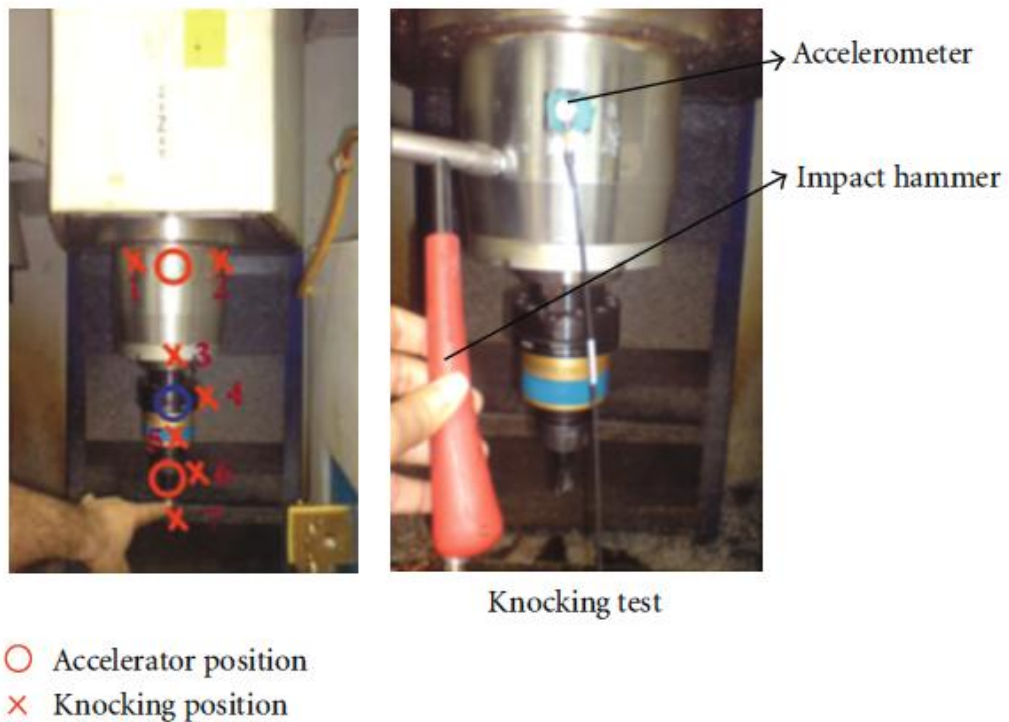 1
2
3
4
5
6
7
Accelerometer
Impact hammer
Knocking test
Accelerator position
Knocking position